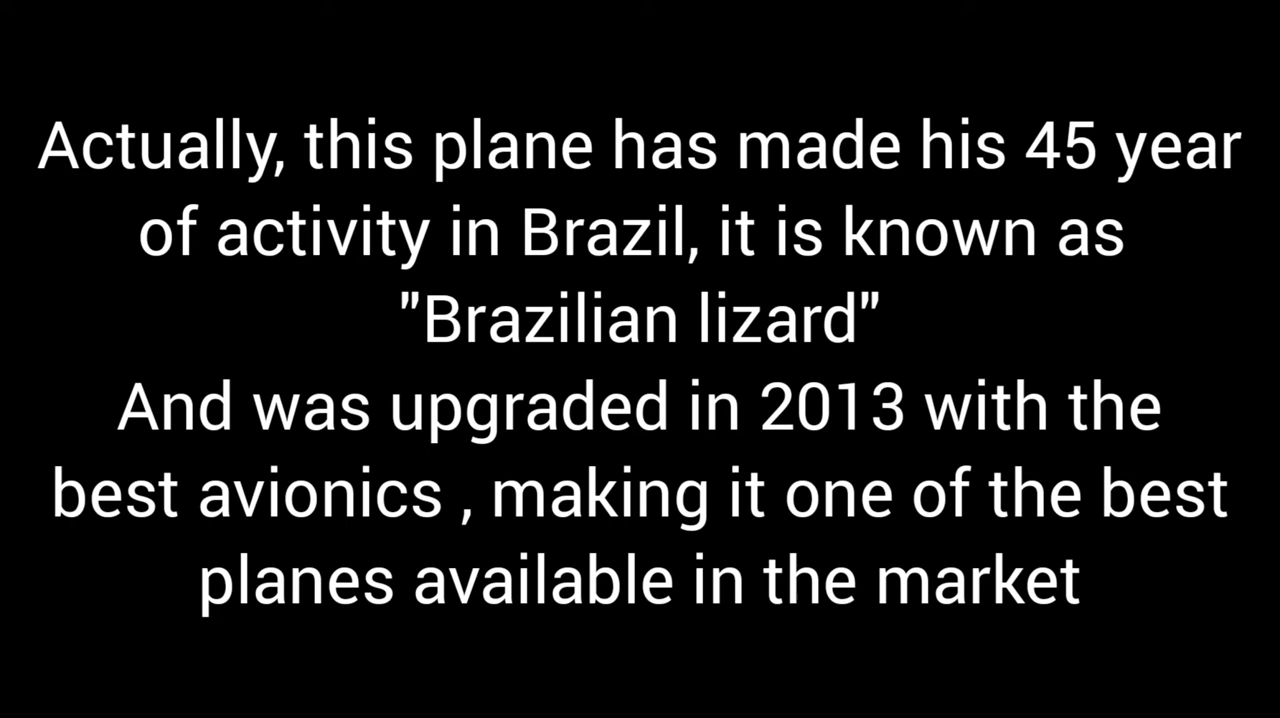 Actually, this plane has made his 45 year
of activity in Brazil, it is known as
"Brazilian lizard"
And was upgraded in 2013 with the
best avionics , making it one of the best
planes available in the market